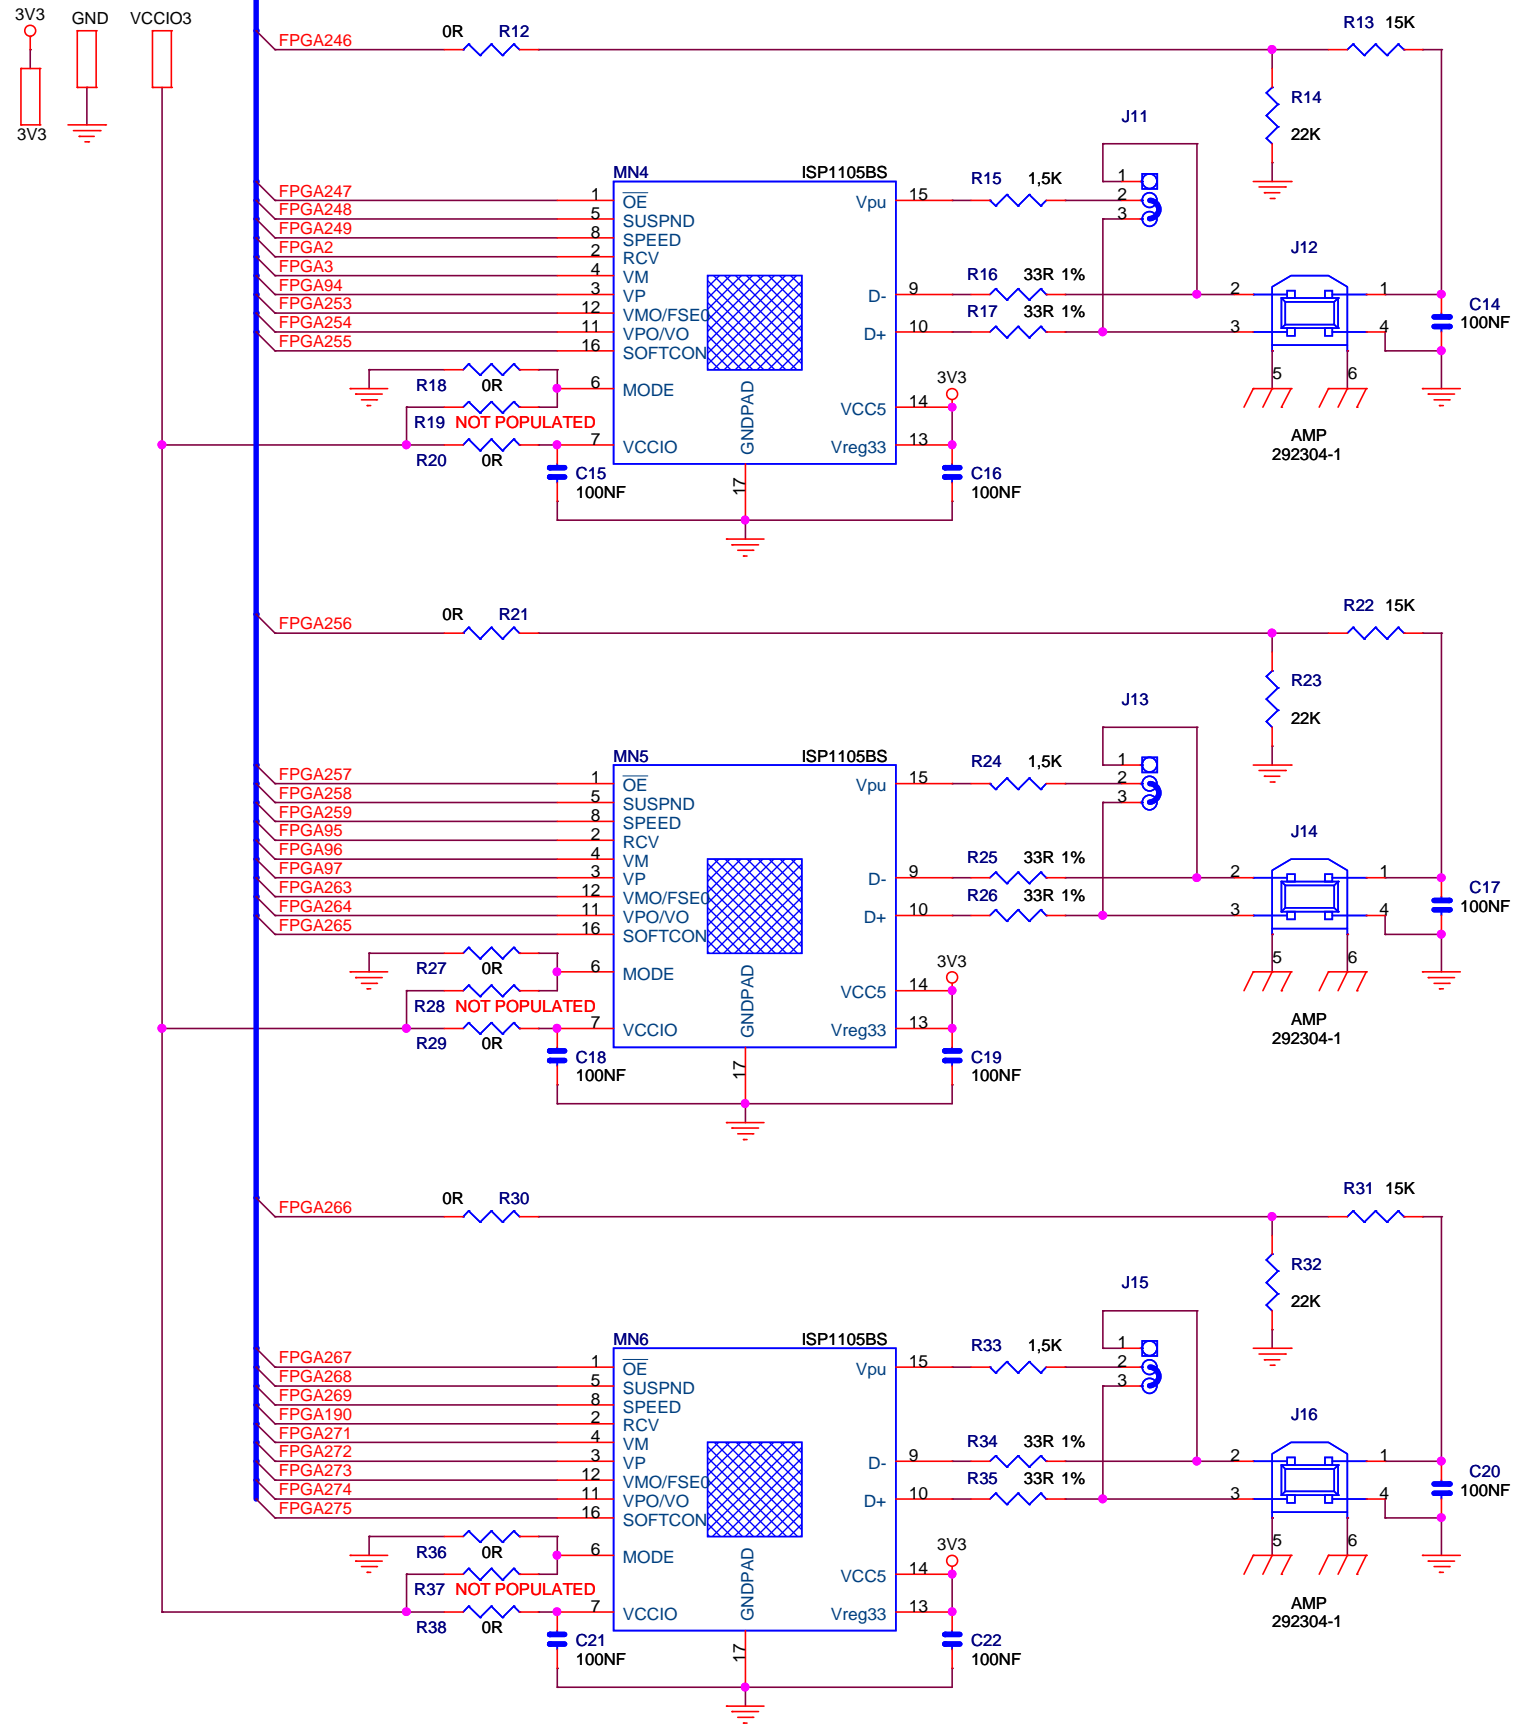 3V3
GND
VCCIO3
3V3
FPGA246
0R R12
R13 15K
R14
22K
J11
MN4
ISP1105BS
FPGA247
FPGA248
FPGA249
FPGA2
FPGA3
FPGA94
FPGA253
FPGA254
FPGA255
1 OE
5 SUSPND
8 SPEED
2 RCV
4 VM
3 VP
12 VMO/FSE0
11 VPO/VO
16 SOFTCON
6 MODE
7 VCCIO
GNDPAD
17
Vpu 15
D- 9
D+ 10
VCC5 14
Vreg33 13
R15 1,5K
1
2
3
R16 33R 1%
R17 33R 1%
J12
2
3
1
4
5
6
C14
100NF
AMP
292304-1
R18 0R
R19 NOT POPULATED
R20 0R
C15
100NF
3V3
C16
100NF
FPGA256
0R R21
R22 15K
R23
22K
J13
MN5
ISP1105BS
FPGA257
FPGA258
FPGA259
FPGA95
FPGA96
FPGA97
FPGA263
FPGA264
FPGA265
1 OE
5 SUSPND
8 SPEED
2 RCV
4 VM
3 VP
12 VMO/FSE0
11 VPO/VO
16 SOFTCON
6 MODE
7 VCCIO
GNDPAD
17
Vpu 15
D- 9
D+ 10
VCC5 14
Vreg33 13
R24 1,5K
1
2
3
R25 33R 1%
R26 33R 1%
J14
2
3
1
4
5
6
C17
100NF
AMP
292304-1
R27 0R
R28 NOT POPULATED
R29 0R
C18
100NF
3V3
C19
100NF
FPGA266
0R R30
R31 15K
R32
22K
J15
MN6
ISP1105BS
FPGA267
FPGA268
FPGA269
FPGA190
FPGA271
FPGA272
FPGA273
FPGA274
FPGA275
1 OE
5 SUSPND
8 SPEED
2 RCV
4 VM
3 VP
12 VMO/FSE0
11 VPO/VO
16 SOFTCON
6 MODE
7 VCCIO
GNDPAD
17
Vpu 15
D- 9
D+ 10
VCC5 14
Vreg33 13
R33 1,5K
1
2
3
R34 33R 1%
R35 33R 1%
J16
2
3
1
4
5
6
C20
100NF
AMP
292304-1
R36 0R
R37 NOT POPULATED
R38 0R
C21
100NF
3V3
C22
100NF